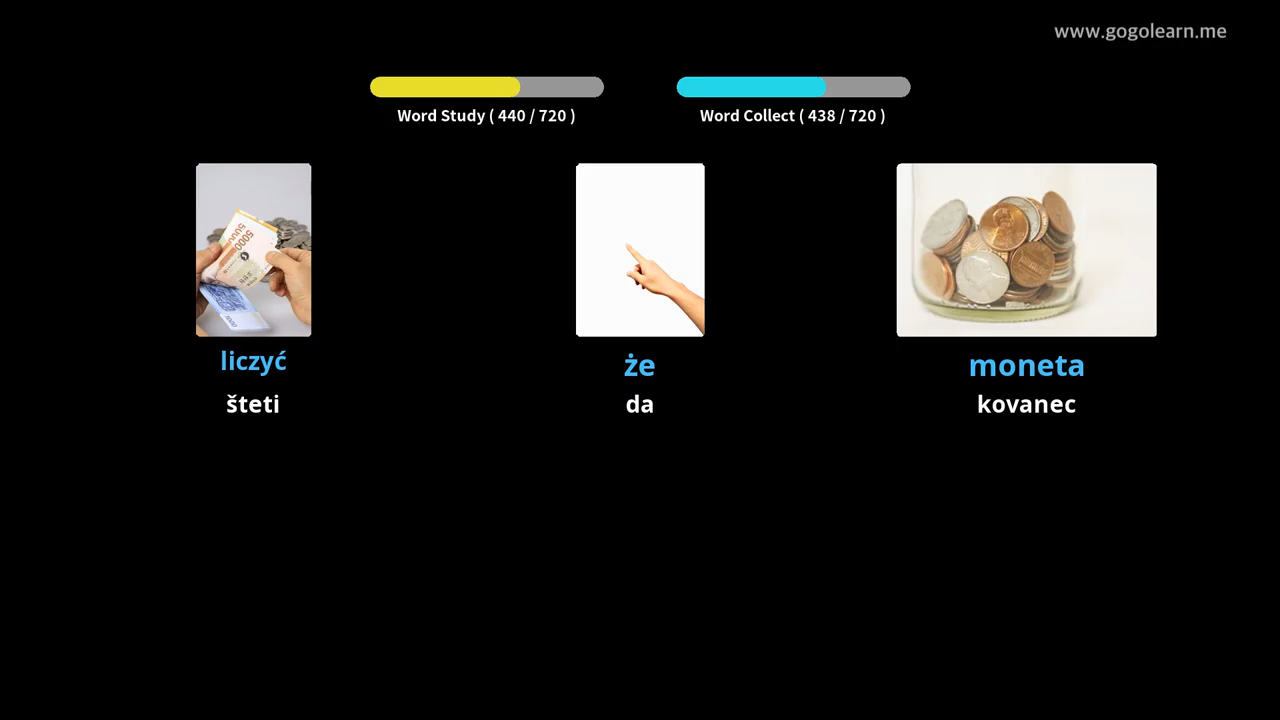 www.gogolearn.me
Word Study ( 440 / 720 )
Word Collect ( 438 / 720 )
liczyć
że
moneta
šteti
da
kovanec